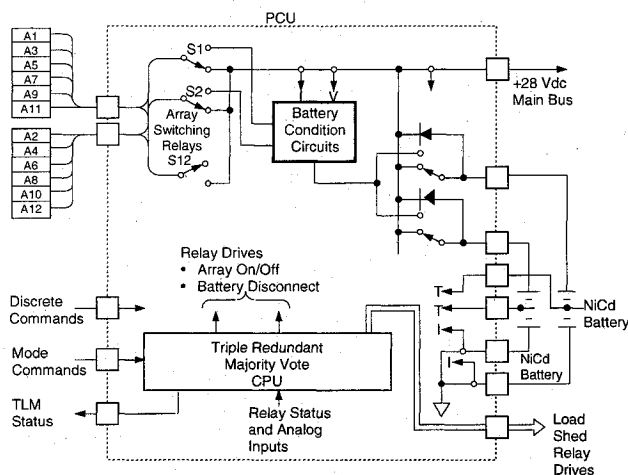 PCU
A1
A3
A5
A7
A9
A11
A2
A4
A6
A8
A10
A12
S1
S2
Array
Switching
Relays
S12
Battery
Condition
Circuits
+28 Vdc
Main Bus
Relay Drives
• Array On/Off
• Battery Disconnect
Discrete
Commands
Mode
Commands
TLM
Status
Triple Redundant
Majority Vote
CPU
Relay Status
and Analog
Inputs
T
T
I
I
NiCd
Battery
NiCd
Battery
Load
Shed
Relay
Drives